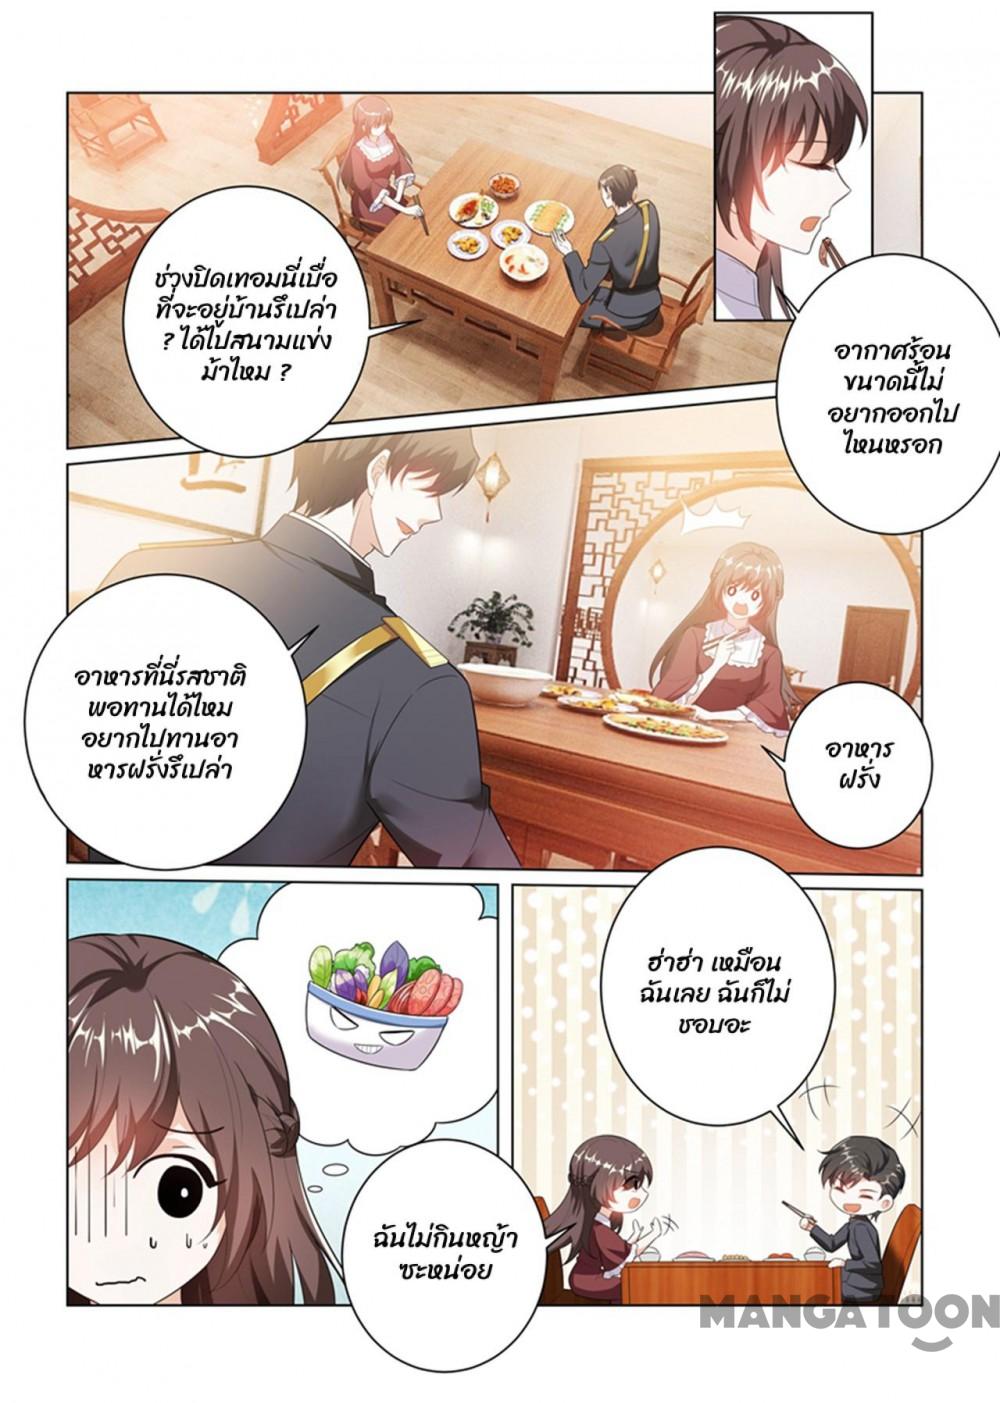 ช่วงปิดเทอมนี่เบื่อ
ที่จะอยู่บ้านรึเปล่า
? ได้ไปสนามแข่ง
ม้าไหม ?
อากาศร้อน
ขนาดนี้ไม่
อยากออกไป
ไหนหรอก
อาหารที่นี่รสชาติ
พอทานได้ไหม
อยากไปทานอา
หารฝรั่งรึเปล่า
อาหาร
ฝรั่ง
ฮ่าฮ่า เหมือน
ฉันเลย ฉันก็ไม่
ชอบอะ
ฉันไม่กินหญ้า
ซะหน่อย
MANGATOON